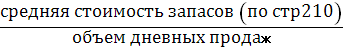 средняя стоимость запасов (по стр210)
объем дневных продаж